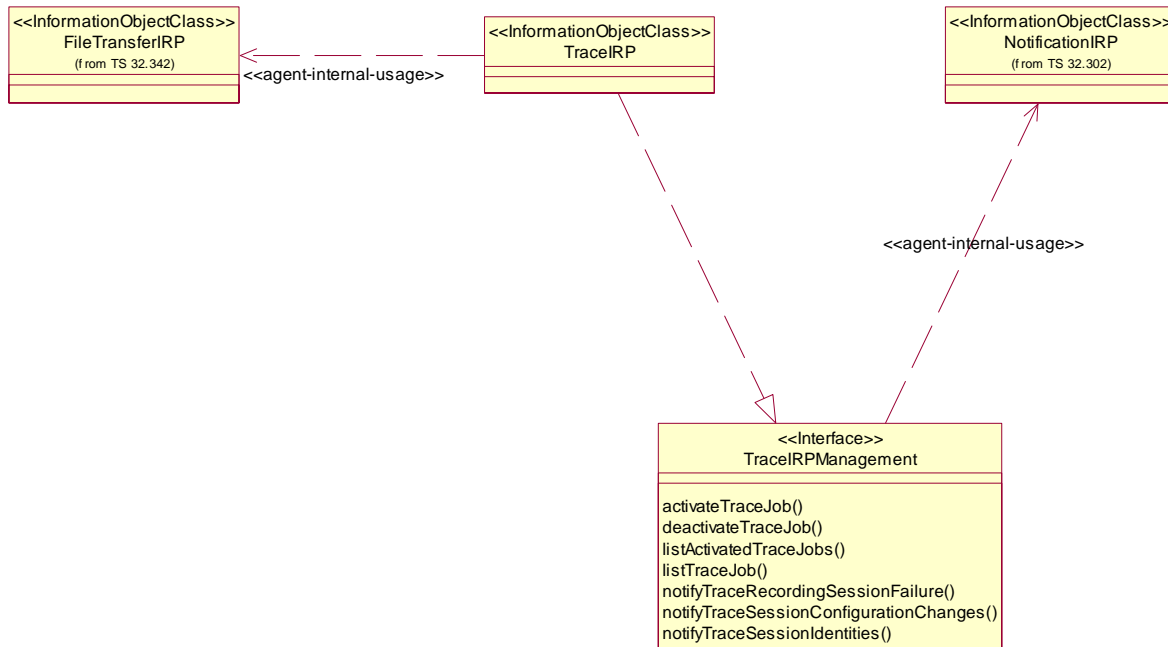 <<InformationObjectClass>>
FileTransferIRP
(from TS 32.342)
<<agent-internal-usage>>
<<InformationObjectClass>>
TraceIRP
<<InformationObjectClass>>
NotificationIRP
(from TS 32.302)
<<agent-internal-usage>>
<<Interface>>
TraceIRPManagement
activateTraceJob()
deactivateTraceJob()
listActivatedTraceJobs()
listTraceJob()
notifyTraceRecordingSessionFailure()
notifyTraceSessionConfigurationChanges()
notifyTraceSessionIdentities()